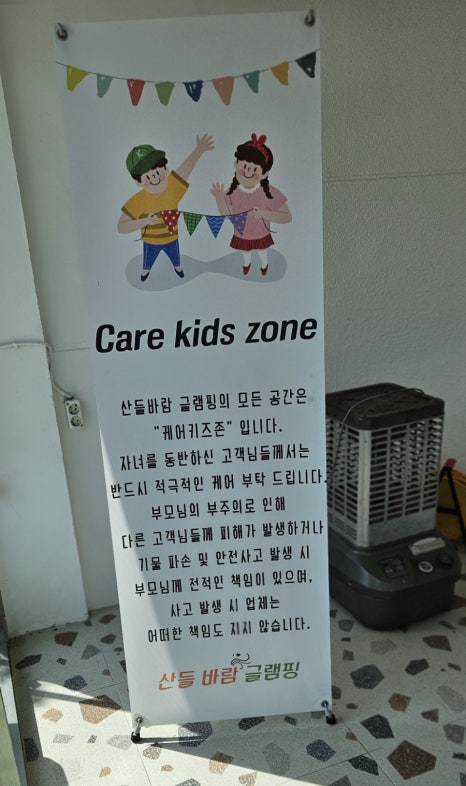 Care kids zone
산들바람 글램핑의 모든 공간은
"케어키즈존" 입니다.
자녀를 동반하신 고객님들께서는
반드시 적극적인 케어 부탁 드립니다.
부모님의 부주의로 인해
다른 고객님들께 피해가 발생하거나
기물 파손 및 안전사고 발생 시
부모님께 전적인 책임이 있으며,
사고 발생 시 업체는
어떠한 책임도 지지 않습니다.
산들 바람 글램핑